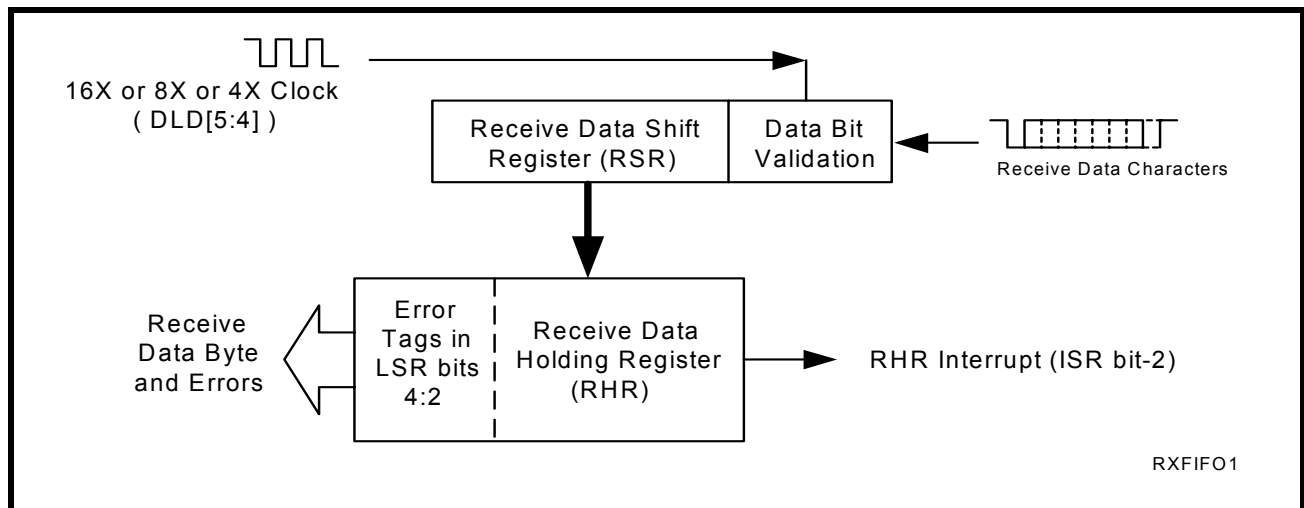 16X or 8X or 4X Clock
( DLD[5:4] )
Receive Data Shift
Register (RSR)
Data Bit
Validation
Receive Data Characters
Receive
Data Byte
and Errors
Error
Tags in
LSR bits
4:2
Receive Data
Holding Register
(RHR)
RHR Interrupt (ISR bit-2)
RXFIFO1